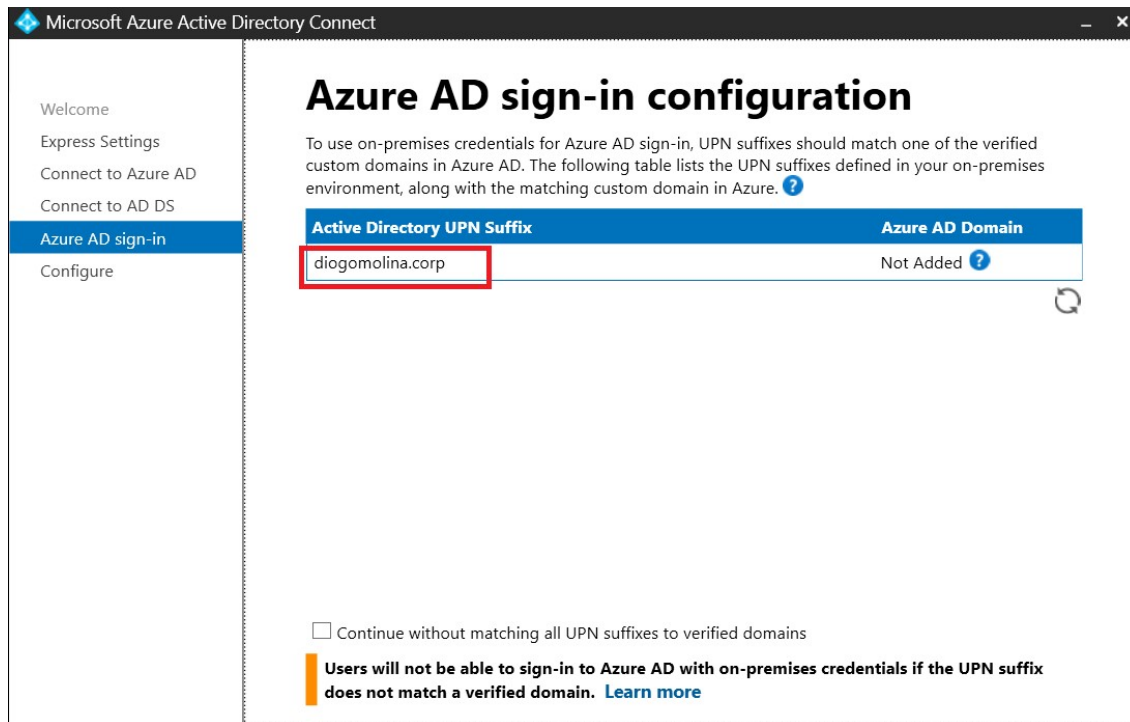 Microsoft Azure Active Directory Connect
Welcome
Express Settings
Connect to Azure AD
Connect to AD DS
Azure AD sign-in
Configure
Azure AD sign-in configuration
To use on-premises credentials for Azure AD sign-in, UPN suffixes should match one of the verified
custom domains in Azure AD. The following table lists the UPN suffixes defined in your on-premises
environment, along with the matching custom domain in Azure. ?
Active Directory UPN Suffix Azure AD Domain
diogomolina.corp Not Added ?
Continue without matching all UPN suffixes to verified domains
Users will not be able to sign-in to Azure AD with on-premises credentials if the UPN suffix
does not match a verified domain. Learn more